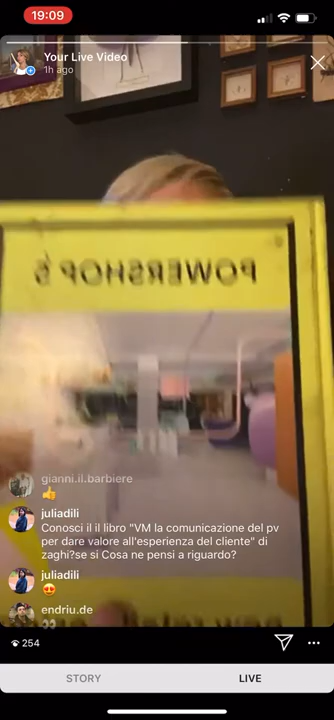 19:09
Your Live Video
1h ago
POWERSHOP 5
gianni.il.barbiere
👍
juliadili
Conosci il il libro "VM la comunicazione del pv
per dare valore all'esperienza del cliente" di
zaghi?se si Cosa ne pensi a riguardo?
juliadili
😍
endriu.de
👀
254
STORY
LIVE